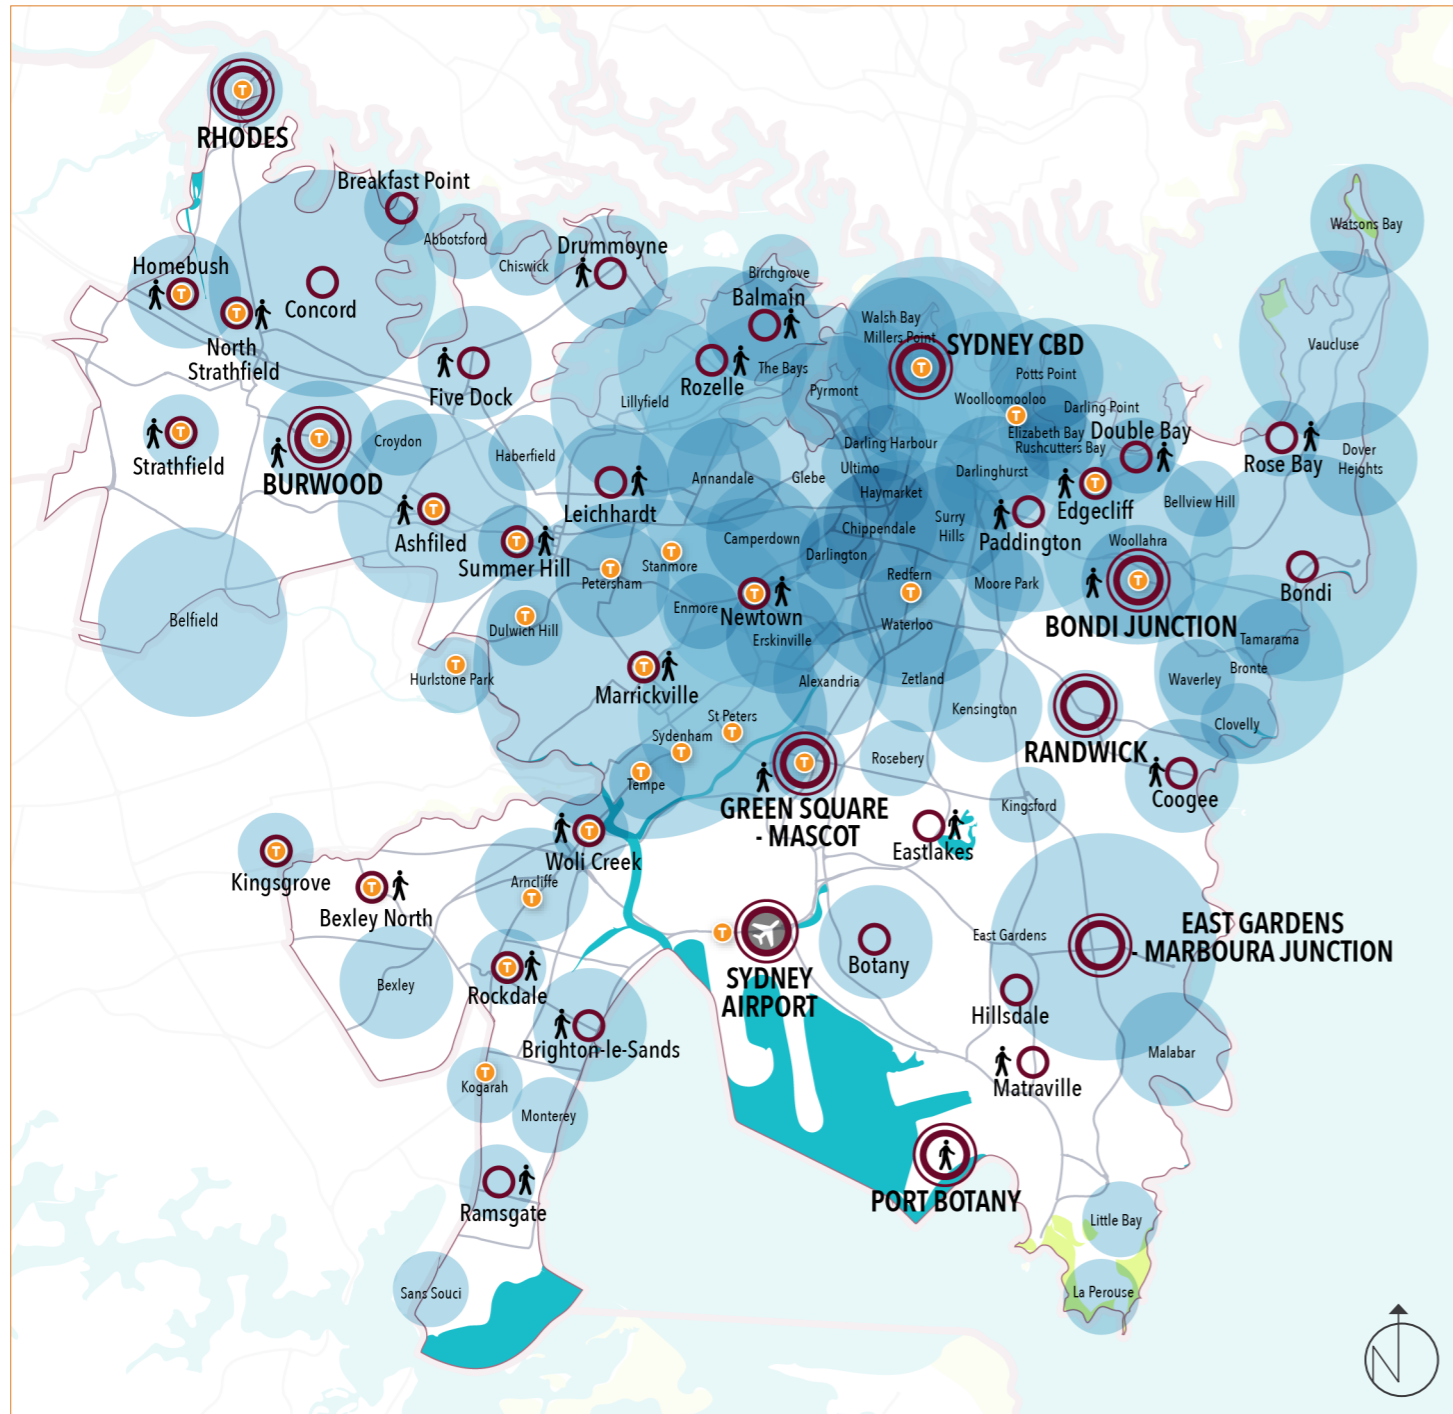 T
RHODES
Breakfast Point
Watsons Bay
Abbotsford
Drummoyne
Chiswick
Homebush
T
Birchgrove
Balmain
Concord
T
North
Strathfield
Walsh Bay
Millers Point
SYDNEY CBD
T
Vaucluse
Five Dock
Rozelle
The Bays
Pyrmont
Potts Point
Lillyfield
Woolloomooloo
T
Darling Point
Strathfield
T
BURWOOD
T
Croydon
Haberfield
Darling Harbour
Elizabeth Bay
Rushcutters Bay
Double Bay
Rose Bay
Dover
Heights
Leichhardt
Annandale
Glebe
Ultimo
Haymarket
Darlinghurst
Edgecliff
T
Bellview Hill
Ashfiled
T
Summer Hill
T
Camperdown
Chippendale
Darlington
Surry
Hills
Paddington
Woollahra
Stanmore
T
Petersham
T
Redfern
T
Moore Park
BONDI JUNCTION
T
Bondi
Belfield
Dulwich Hill
T
Enmore
Newtown
T
Erskinville
Waterloo
Tamarama
Bronte
Waverley
Hurlstone Park
T
Marrickville
T
Alexandria
Zetland
Kensington
St Peters
T
Sydenham
T
Clovelly
RANDWICK
Tempe
T
GREEN SQUARE
- MASCOT
T
Rosebery
Kingsford
Coogee
Woli Creek
T
Eastlakes
Kingsgrove
T
Bexley North
T
Arncliffe
T
T
SYDNEY
AIRPORT
Botany
East Gardens
EAST GARDENS
- MARBOURA JUNCTION
Bexley
Rockdale
T
Hillsdale
Brighton-le-Sands
Malabar
Kogarah
T
Matraville
Monterey
Ramsgate
PORT BOTANY
Little Bay
Sans Souci
La Perouse
N